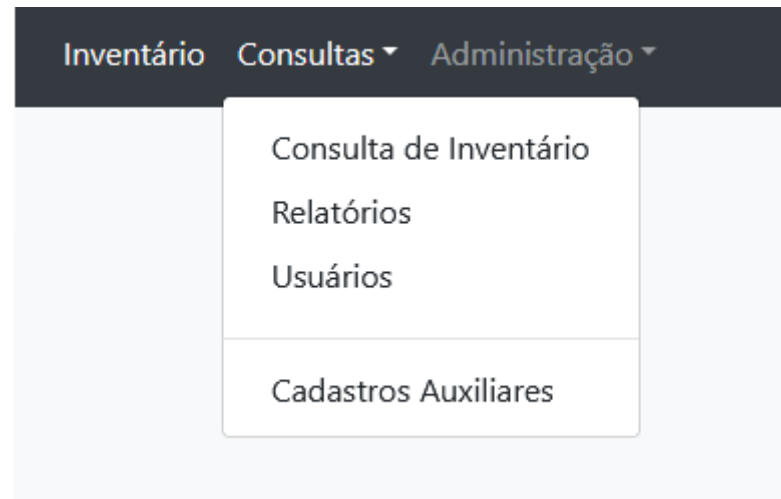 Inventário Consultas Administração
Consulta de Inventário
Relatórios
Usuários
Cadastros Auxiliares